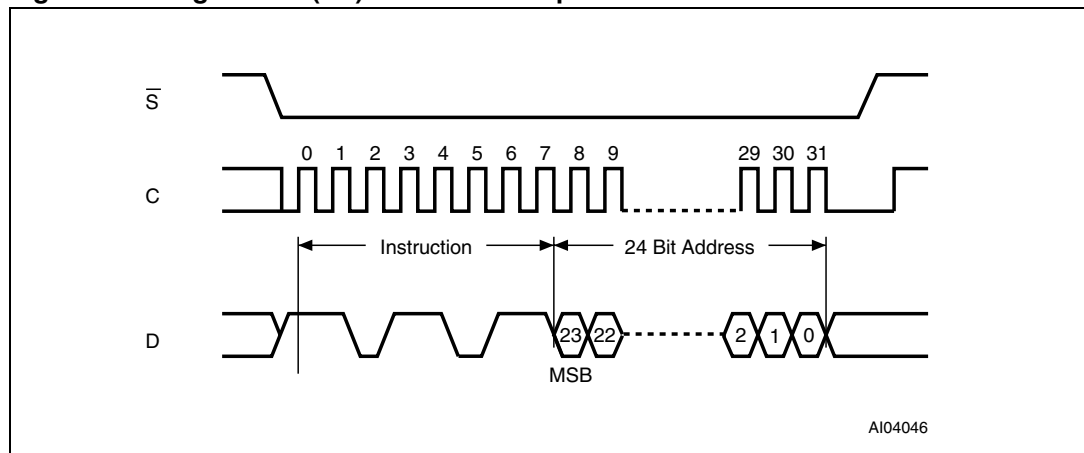 S̅
0 1 2 3 4 5 6 7 8 9 29 30 31
C
Instruction 24 Bit Address
D 23 22 2 1 0
MSB
AI04046